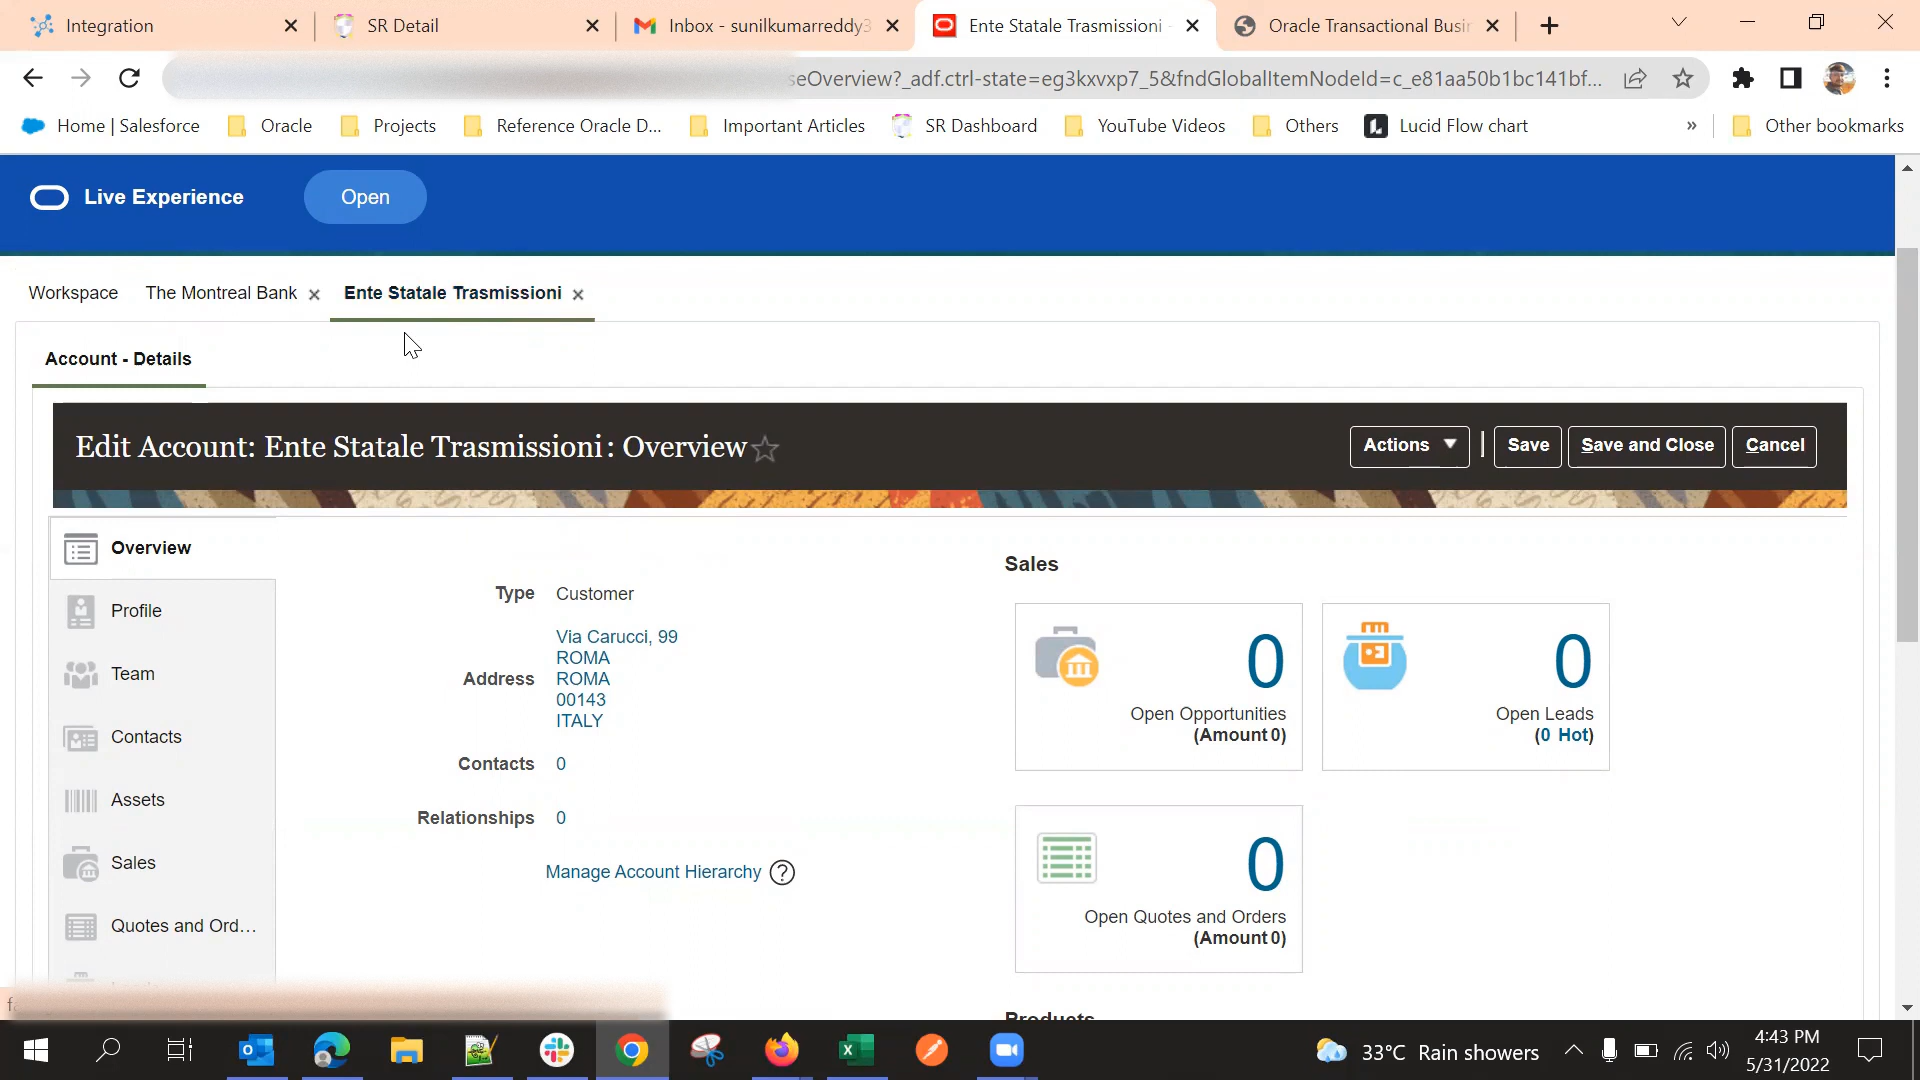 Integration
SR Detail
Inbox - sunilkumarreddy3
Ente Statale Trasmissioni -
Oracle Transactional Busin
seOverview?_adf.ctrl-state=eg3kxvxp7_5&fndGlobalItemNodeId=c_e81aa50b1bc141bf...
Home | Salesforce
Oracle
Projects
Reference Oracle D...
Important Articles
SR Dashboard
YouTube Videos
Others
Lucid Flow chart
»
Other bookmarks
Live Experience
Open
Workspace
The Montreal Bank
Ente Statale Trasmissioni
Account - Details
Edit Account: Ente Statale Trasmissioni : Overview
Actions
Save
Save and Close
Cancel
Overview
Profile
Team
Contacts
Assets
Sales
Quotes and Ord...
Type Customer
Address
Via Carucci, 99
ROMA
ROMA
00143
ITALY
Contacts 0
Relationships 0
Manage Account Hierarchy ?
Sales
0
Open Opportunities
(Amount 0)
0
Open Leads
(0 Hot)
0
Open Quotes and Orders
(Amount 0)
Products
33°C Rain showers
4:43 PM
5/31/2022